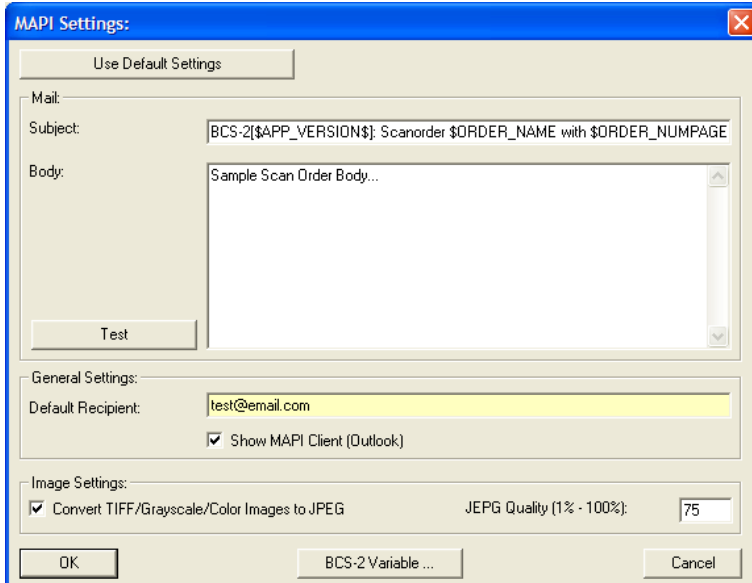 MAPI Settings:
Use Default Settings
Mail:
Subject:
BCS-2[$APP_VERSION$]: Scanorder $ORDER_NAME with $ORDER_NUMPAGE
Body:
Sample Scan Order Body...
Test
General Settings:
Default Recipient:
test@email.com
Show MAPI Client (Outlook)
Image Settings:
Convert TIFF/Grayscale/Color Images to JPEG
JEPG Quality (1% - 100%):
75
OK
BCS-2 Variable ...
Cancel